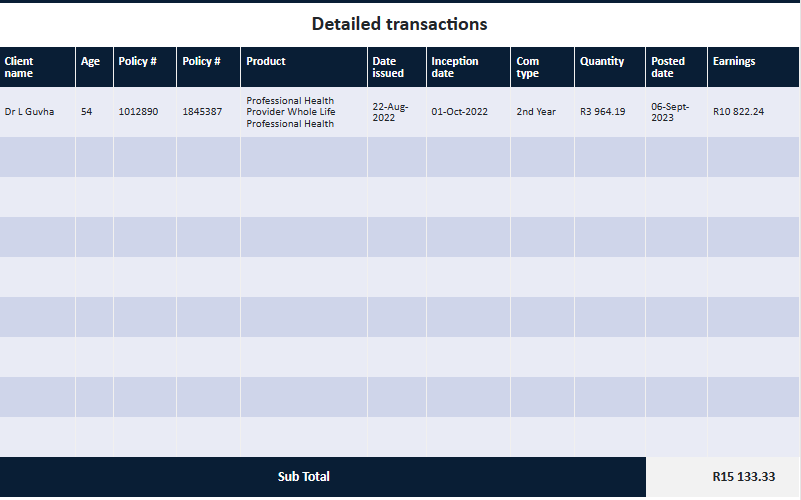 Detailed transactions
Client name Age Policy # Policy # Product Date issued Inception date Com type Quantity Posted date Earnings
Dr L Guvha 54 1012890 1845387 Professional Health Provider Whole Life Professional Health 22-Aug-2022 01-Oct-2022 2nd Year R3 964.19 06-Sept-2023 R10 822.24
Sub Total R15 133.33